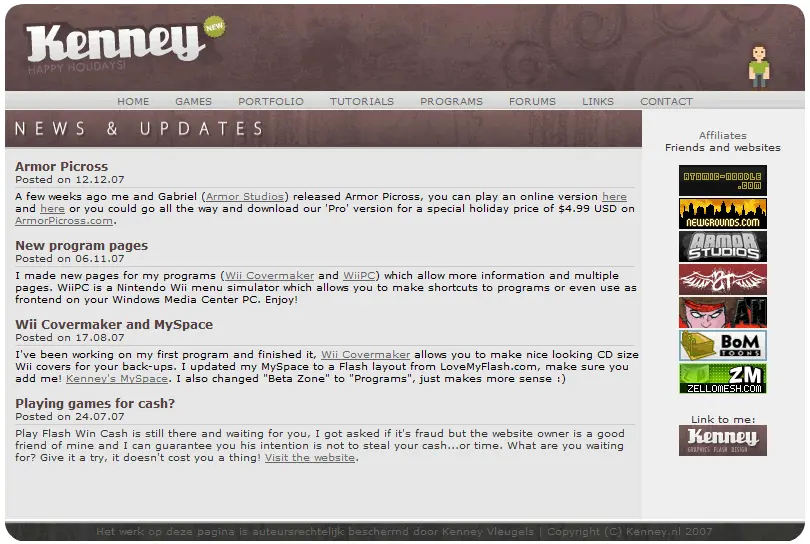 Kenney
NEW
HAPPY HOLIDAYS!
HOME GAMES PORTFOLIO TUTORIALS PROGRAMS FORUMS LINKS CONTACT
NEWS & UPDATES
Armor Picross
Posted on 12.12.07
A few weeks ago me and Gabriel (Armor Studios) released Armor Picross, you can play an online version here
and here or you could go all the way and download our 'Pro' version for a special holiday price of $4.99 USD on
ArmorPicross.com.
New program pages
Posted on 06.11.07
I made new pages for my programs (Wii Covermaker and WiiPC) which allow more information and multiple
pages. WiiPC is a Nintendo Wii menu simulator which allows you to make shortcuts to programs or even use as
frontend on your Windows Media Center PC. Enjoy!
Wii Covermaker and MySpace
Posted on 17.08.07
I've been working on my first program and finished it, Wii Covermaker allows you to make nice looking CD size
Wii covers for your back-ups. I updated my MySpace to a Flash layout from LoveMyFlash.com, make sure you
add me! Kenney's MySpace. I also changed "Beta Zone" to "Programs", just makes more sense :)
Playing games for cash?
Posted on 24.07.07
Play Flash Win Cash is still there and waiting for you, I got asked if it's fraud but the website owner is a good
friend of mine and I can guarantee you his intention is not to steal your cash...or time. What are you waiting
for? Give it a try, it doesn't cost you a thing! Visit the website.
Affiliates
Friends and websites
ATOMIC-NOODLE
.COM
NEWGROUNDS.COM
ARMOR
STUDIOS
BoM
TOONS
ZM
ZELLOMESH.COM
Link to me:
Kenney
GRAPHICS FLASH DESIGN
Het werk op deze pagina is auteursrechtelijk beschermd door Kenney Vleugels | Copyright (C) Kenney.nl 2007